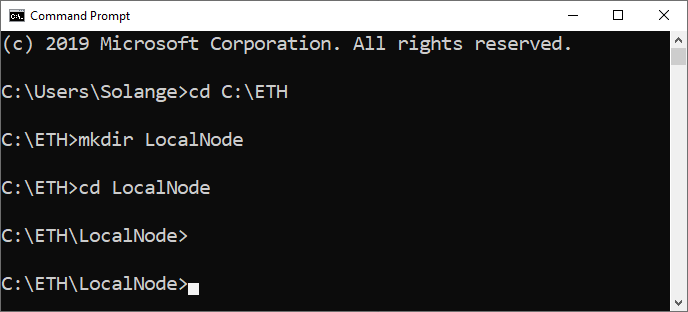 Command Prompt
(c) 2019 Microsoft Corporation. All rights reserved.
C:\Users\Solange>cd C:\ETH
C:\ETH>mkdir LocalNode
C:\ETH>cd LocalNode
C:\ETH\LocalNode>
C:\ETH\LocalNode>